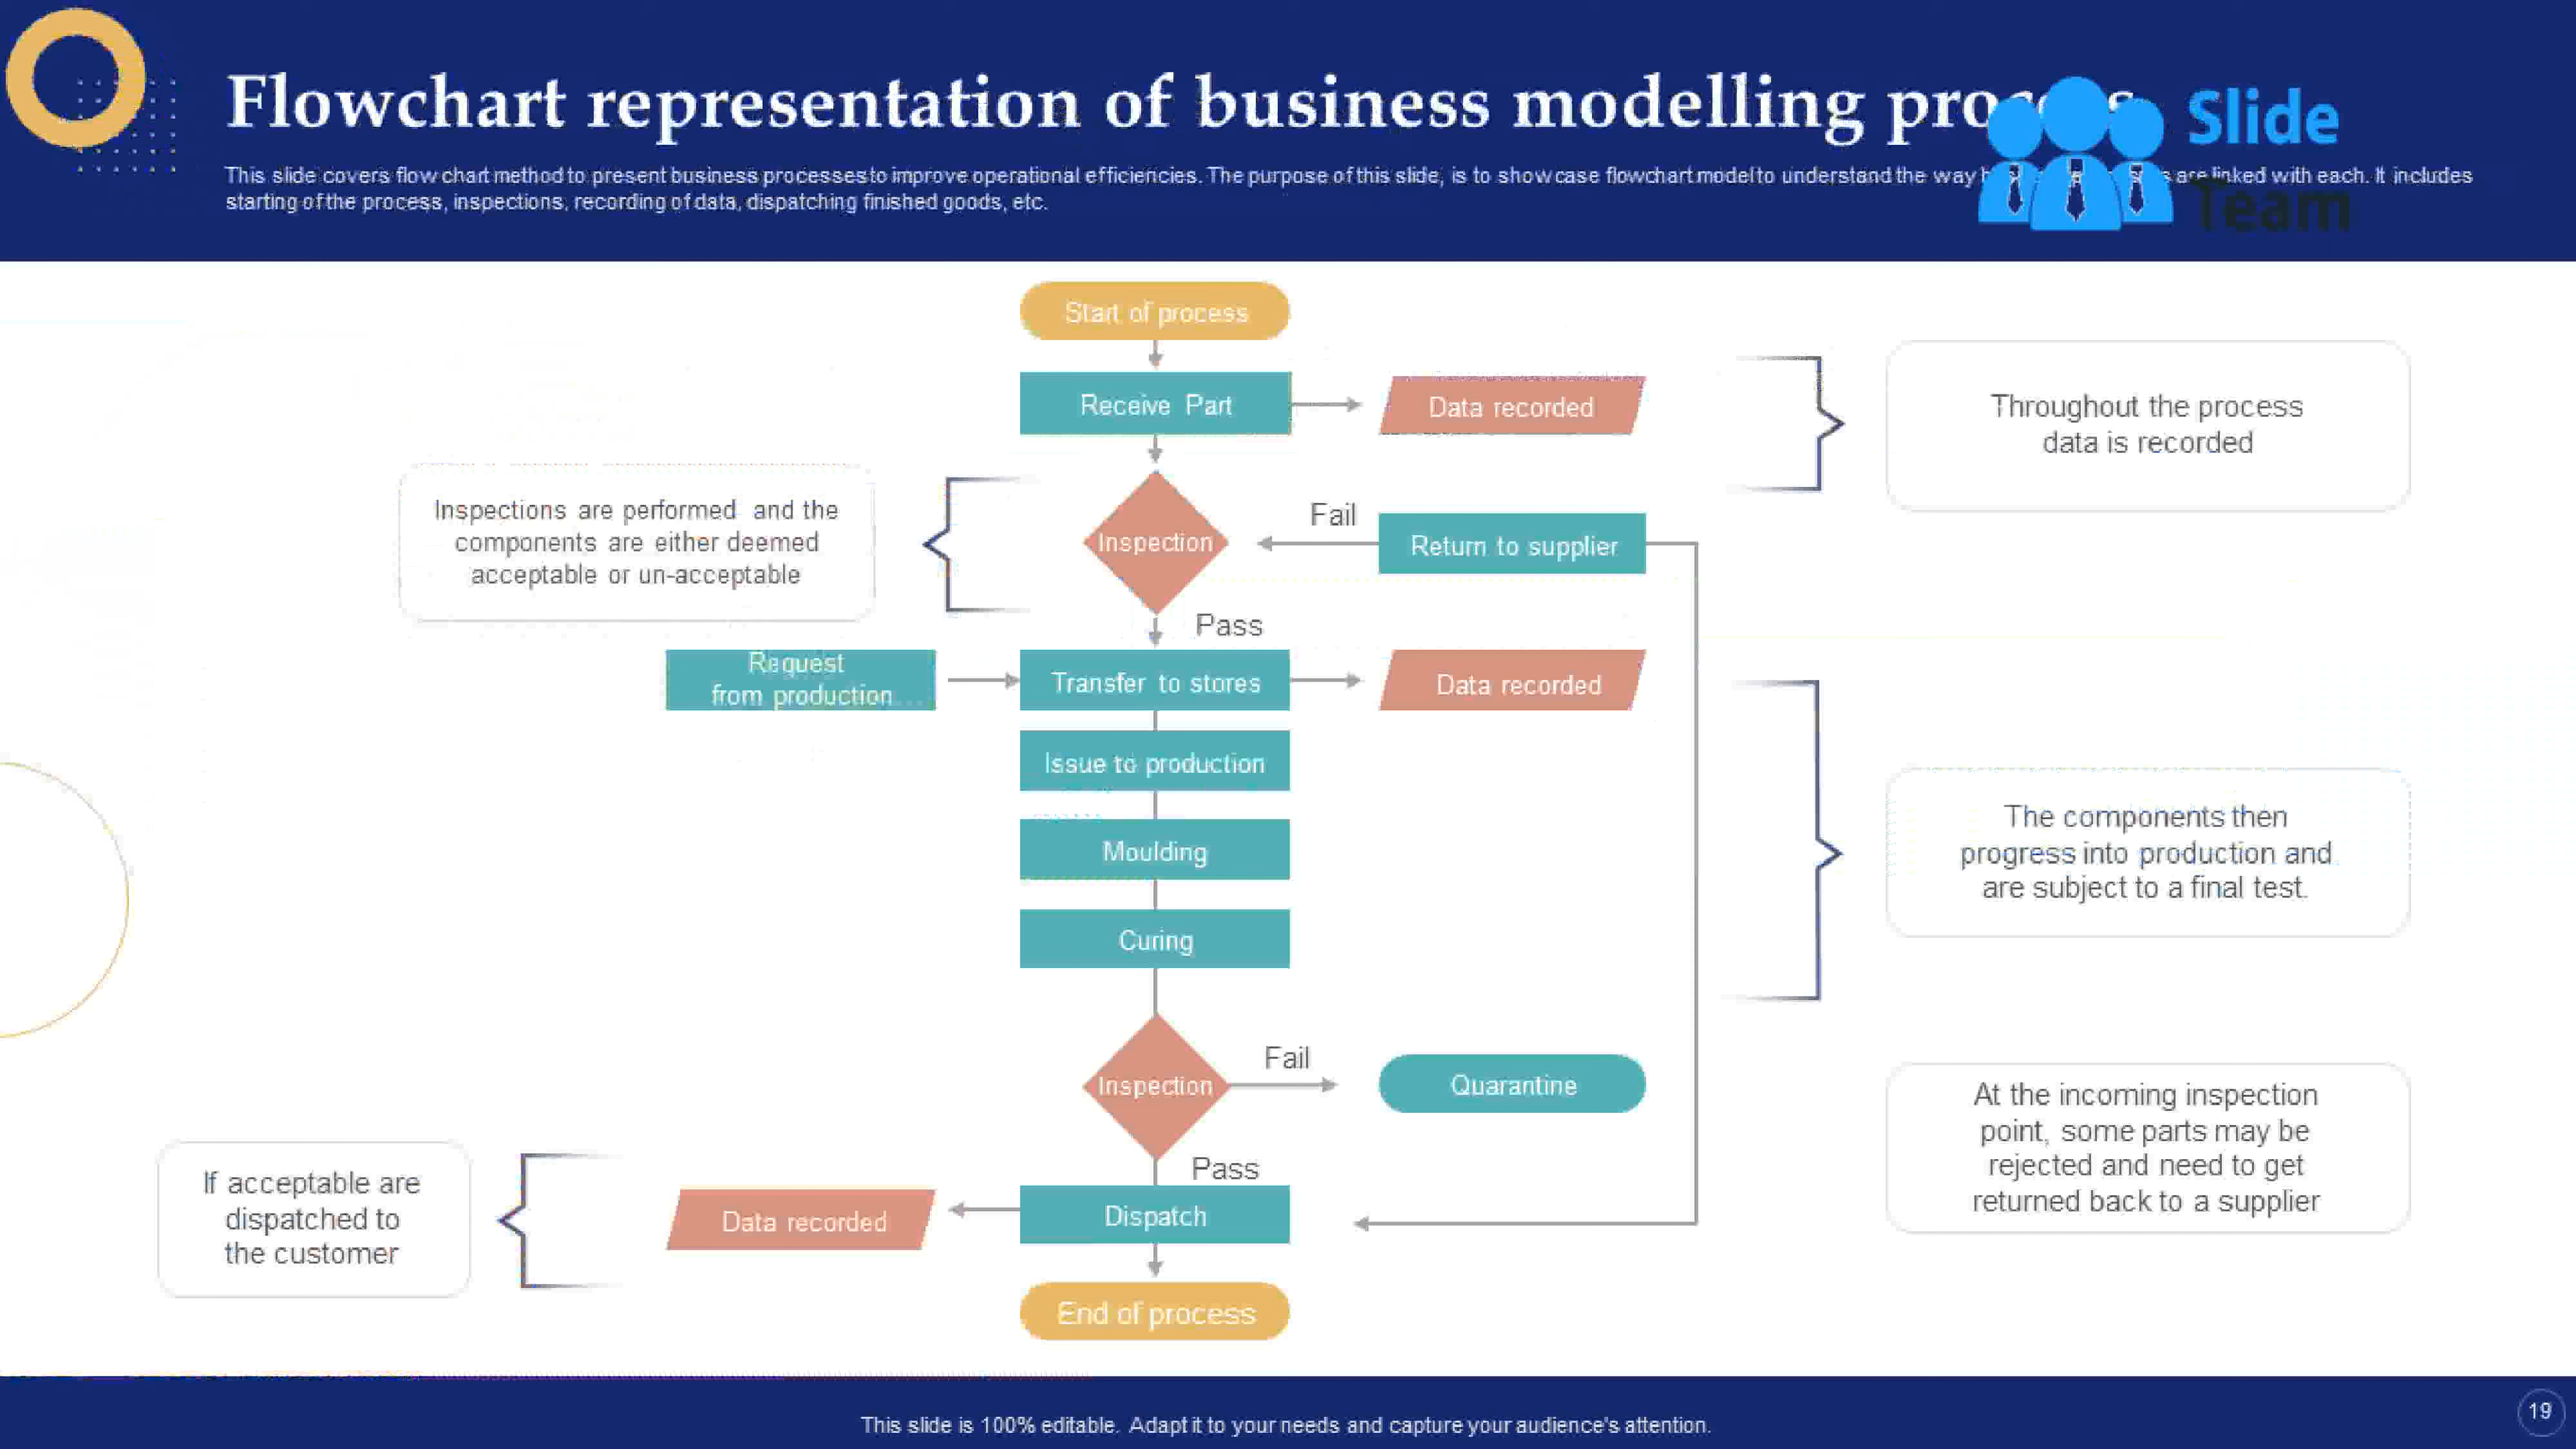 Flowchart representation of business modelling
Slide
Team
This slide covers flow chart method to present business processes to improve operational efficiencies. The purpose of this slide, is to showcase flowchart model to understand the way are linked with each. It includes
starting of the process, inspections, recording of data, dispatching finished goods, etc.
Start of process
Receive Part
Data recorded
Throughout the process
data is recorded
Inspections are performed and the
components are either deemed
acceptable or un-acceptable
Inspection
Fail
Return to supplier
Pass
Request
from production...
Transfer to stores
Data recorded
Issue to production
Moulding
Curing
The components then
progress into production and
are subject to a final test.
Inspection
Fail
Quarantine
Pass
At the incoming inspection
point, some parts may be
rejected and need to get
returned back to a supplier
If acceptable are
dispatched to
the customer
Data recorded
Dispatch
End of process
This slide is 100% editable. Adapt it to your needs and capture your audience's attention.
19